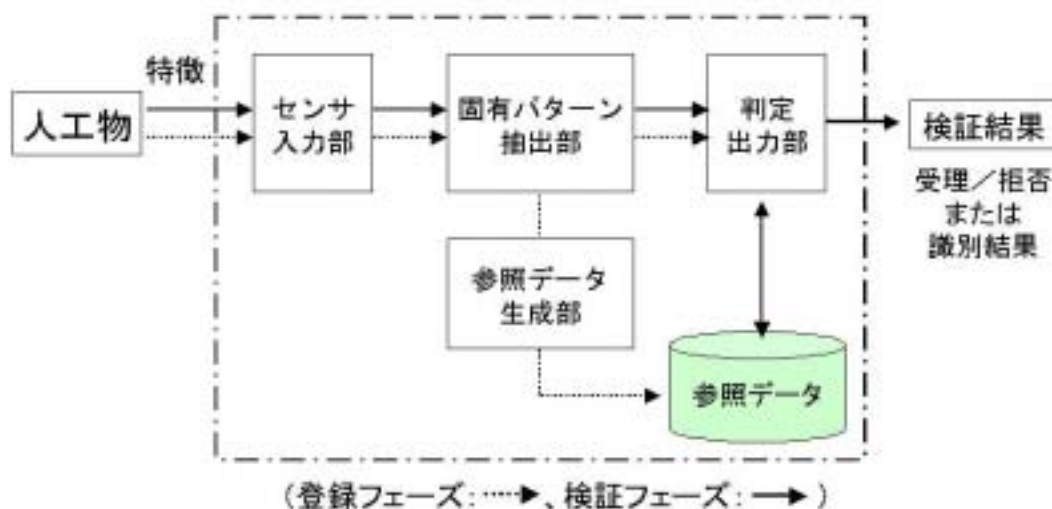 特徴
人工物
センサ
入力部
固有パターン
抽出部
判定
出力部
検証結果
受理／拒否
または
識別結果
参照データ
生成部
参照データ
（登録フェーズ：、検証フェーズ：）